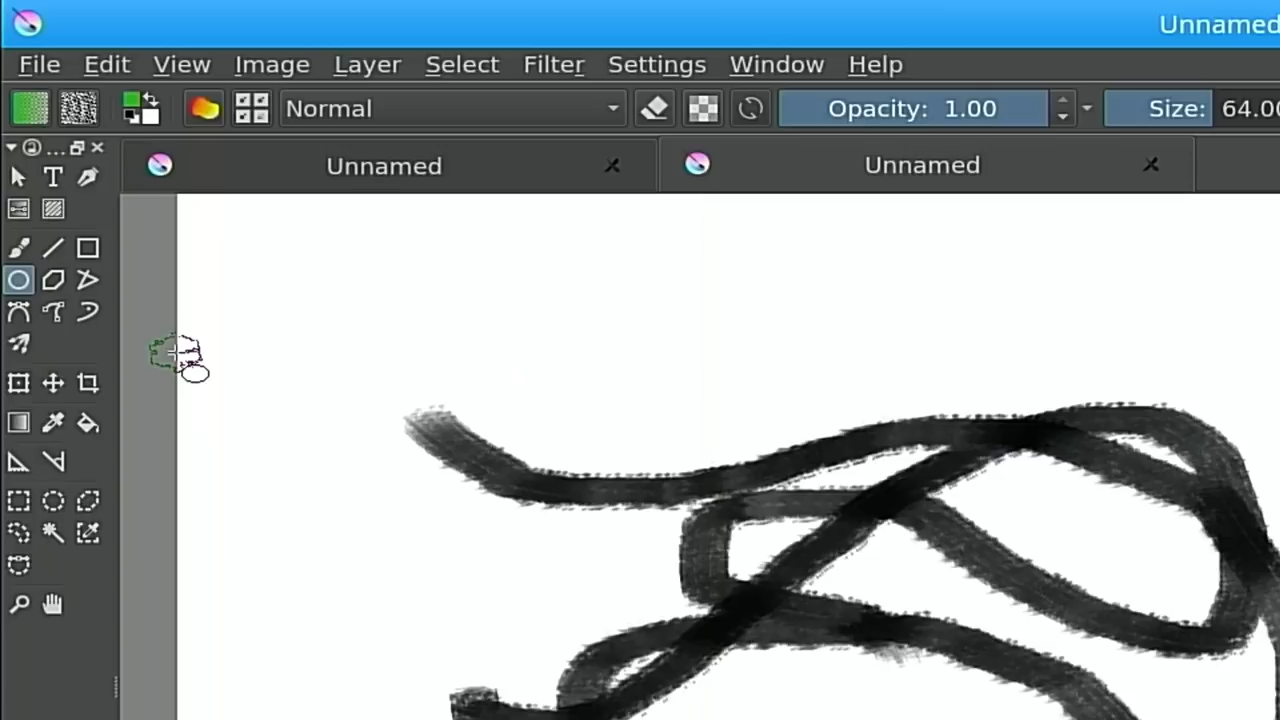 Unnamed
File Edit View Image Layer Select Filter Settings Window Help
Normal Opacity: 1.00 Size: 64.00
... Unnamed Unnamed